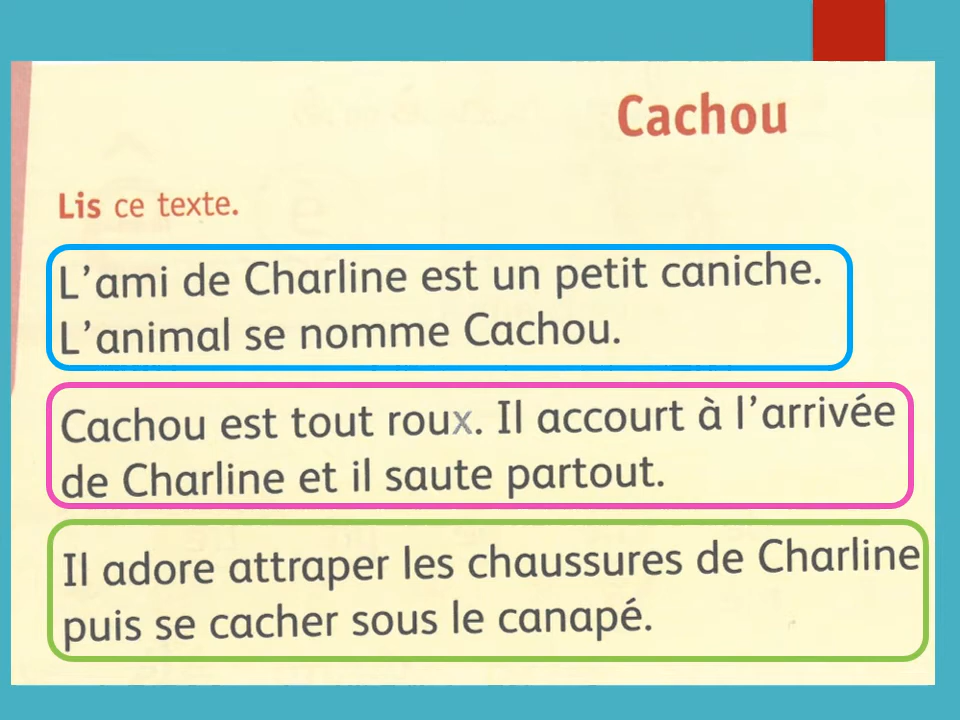 Cachou
Lis ce texte.
L'ami de Charline est un petit caniche.
L'animal se nomme Cachou.
Cachou est tout roux. Il accourt à l'arrivée
de Charline et il saute partout.
Il adore attraper les chaussures de Charline
puis se cacher sous le canapé.